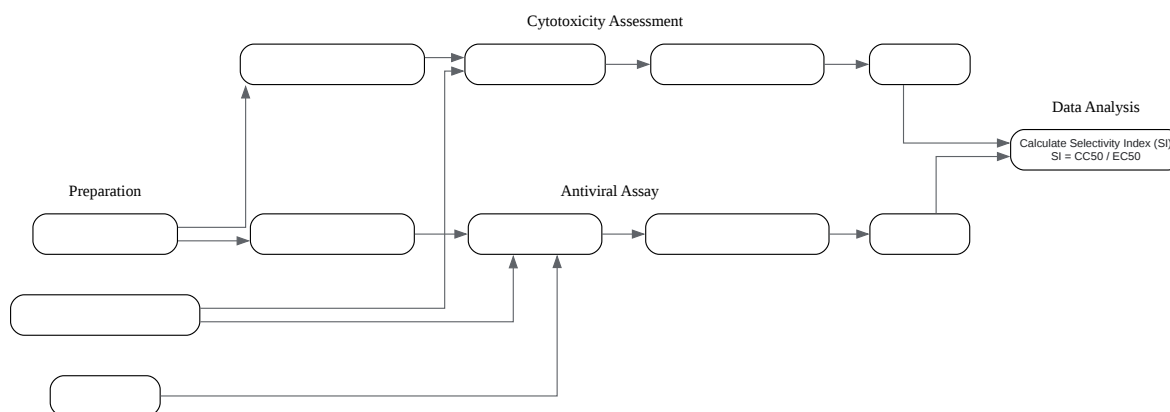 Cytotoxicity Assessment
Data Analysis
Calculate Selectivity Index (SI)
SI = CC50 / EC50
Preparation
Antiviral Assay